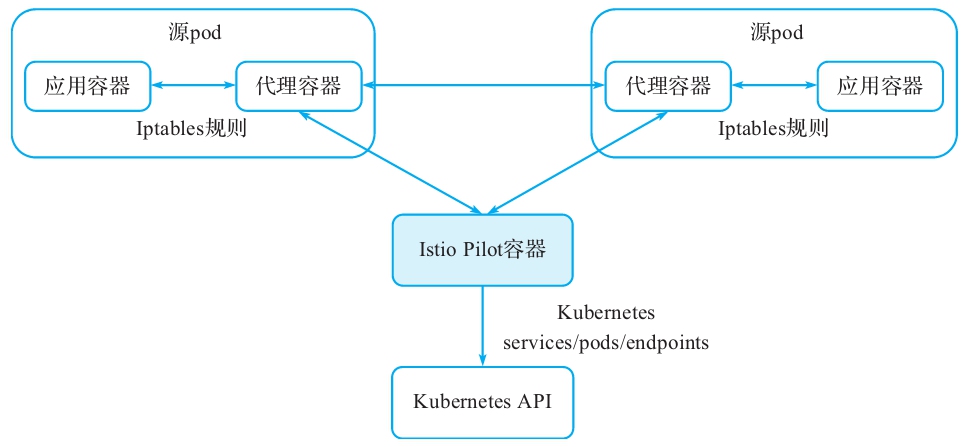 源pod
应用容器
代理容器
Iptables规则
源pod
代理容器
应用容器
Iptables规则
Istio Pilot容器
Kubernetes
services/pods/endpoints
Kubernetes API